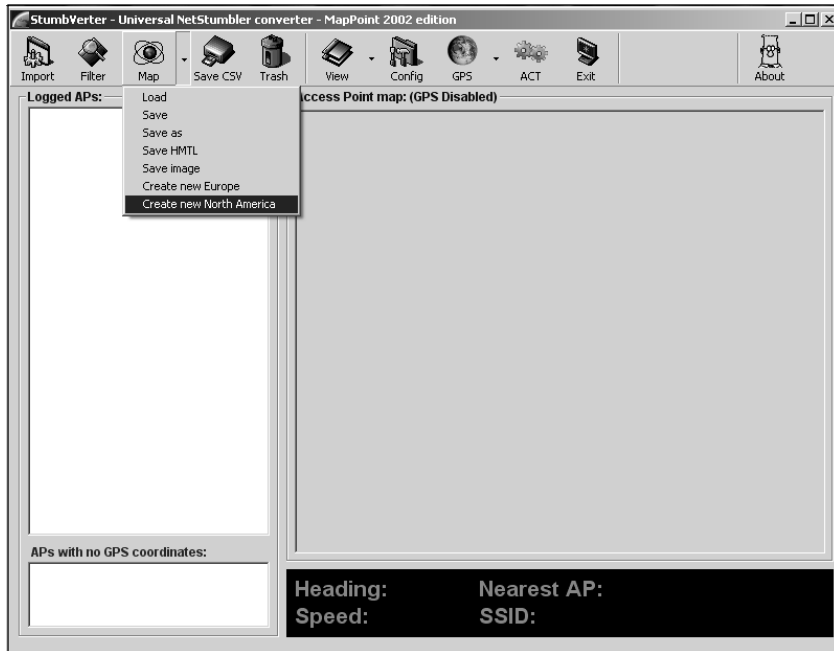 StumbVerter - Universal NetStumbler converter - MapPoint 2002 edition
Import Filter Map Save CSV Trash View Config GPS ACT Exit About
Logged APs:
Access Point map: (GPS Disabled)
Load
Save
Save as
Save HMTL
Save image
Create new Europe
Create new North America
APs with no GPS coordinates:
Heading: Nearest AP:
Speed: SSID: